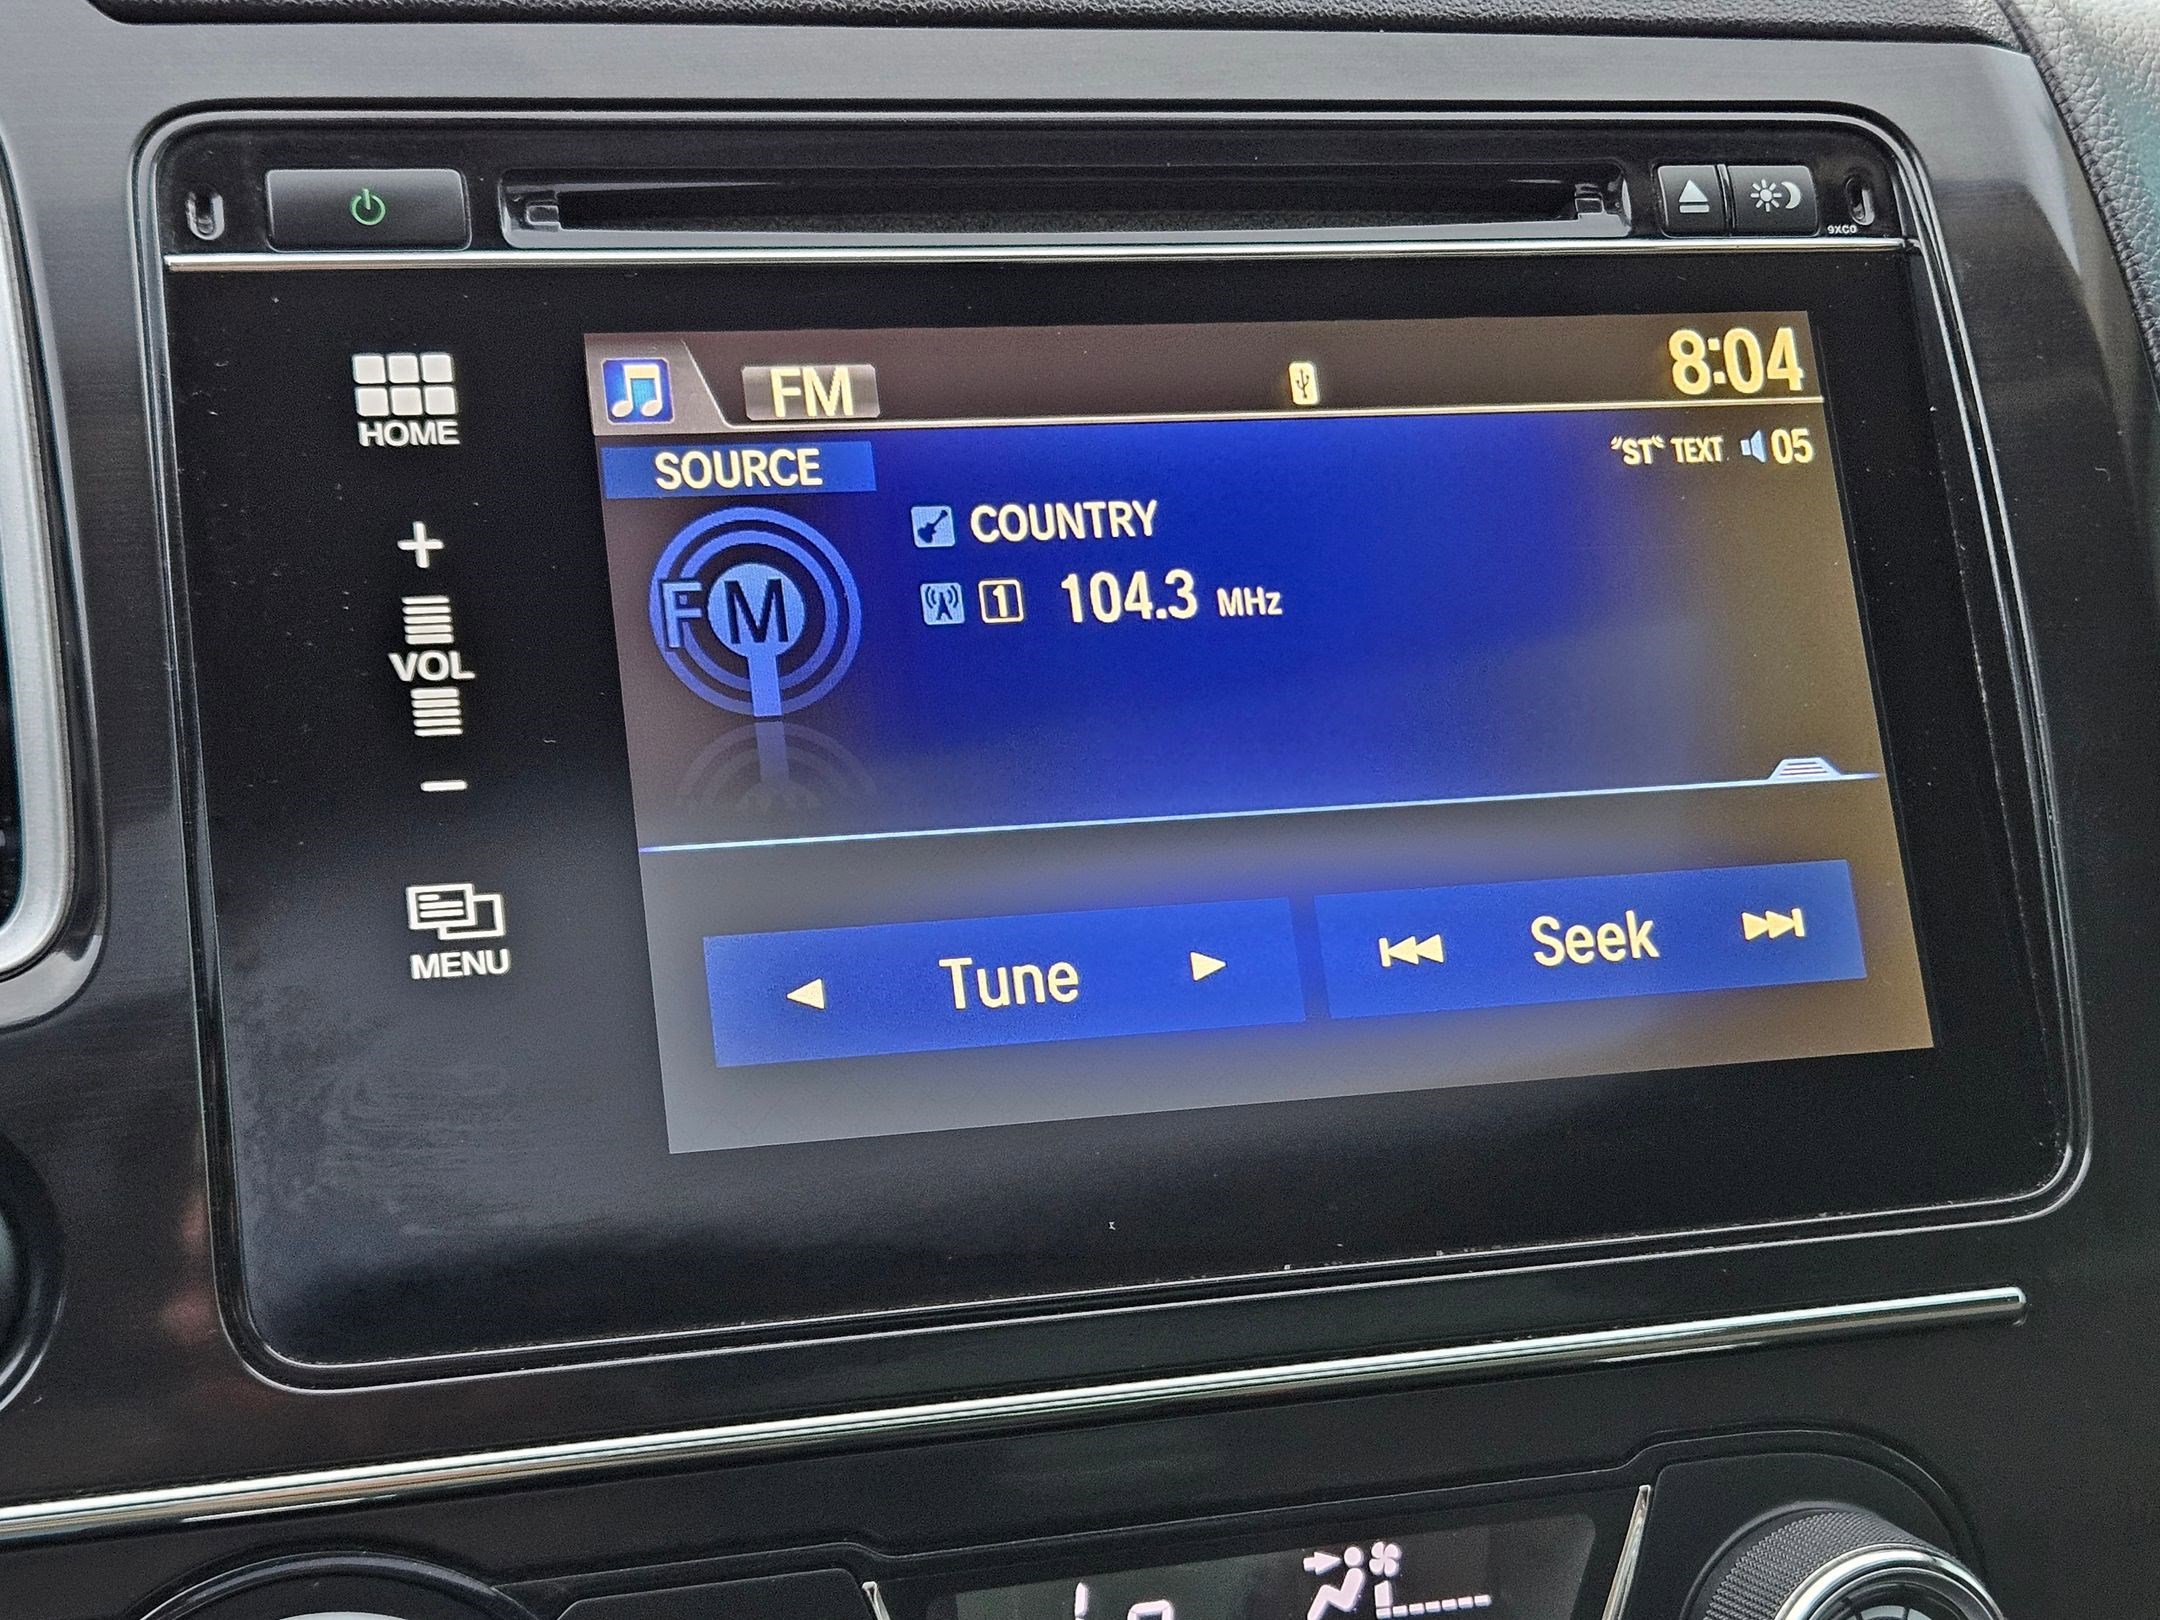 9XC0
FM 8:04
HOME
SOURCE "ST" TEXT 05
COUNTRY
1 104.3 MHz
FM
+
VOL
−
Tune Seek
MENU